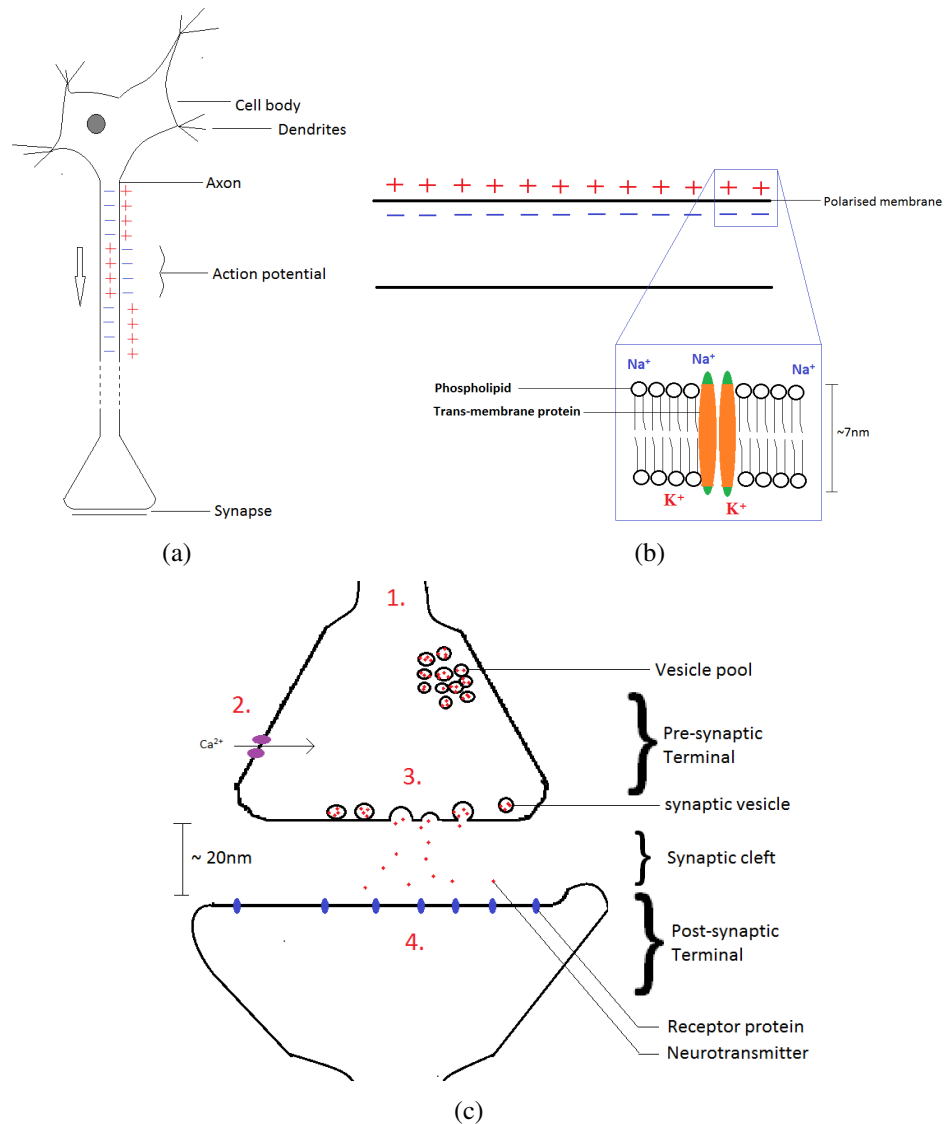 Cell body
Dendrites
Axon
Action potential
Synapse
(a)
+ + + + + + + + + + + +
Polarised membrane
− − − − − − − − − − − −
Na⁺ Na⁺ Na⁺
Phospholipid
Trans-membrane protein
~7nm
K⁺ K⁺
(b)
1.
Vesicle pool
2.
Pre-synaptic
Terminal
Ca²⁺
3.
synaptic vesicle
~ 20nm
Synaptic cleft
4.
Post-synaptic
Terminal
Receptor protein
Neurotransmitter
(c)